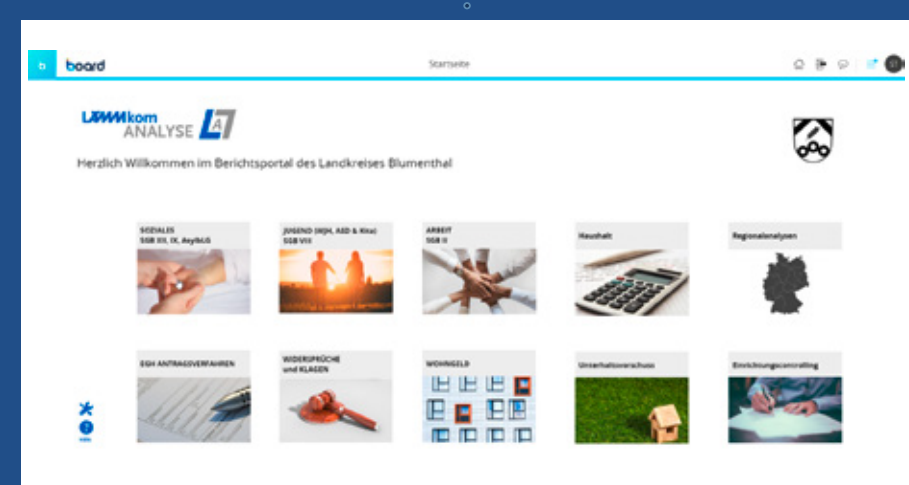 b board
Startseite
LÄMMkom
ANALYSE LA
Herzlich Willkommen im Berichtsportal des Landkreises Blumenthal
SOZIALES
SGB XII, IX, AsylbLG
JUGEND (WJH, ASD & Kita)
SGB VIII
ARBEIT
SGB II
Haushalt
Regionalanalysen
EGH ANTRAGSVERFAHREN
WIDERSPRÜCHE
und KLAGEN
WOHNGELD
Unterhaltsvorschuss
Einrichtungscontrolling